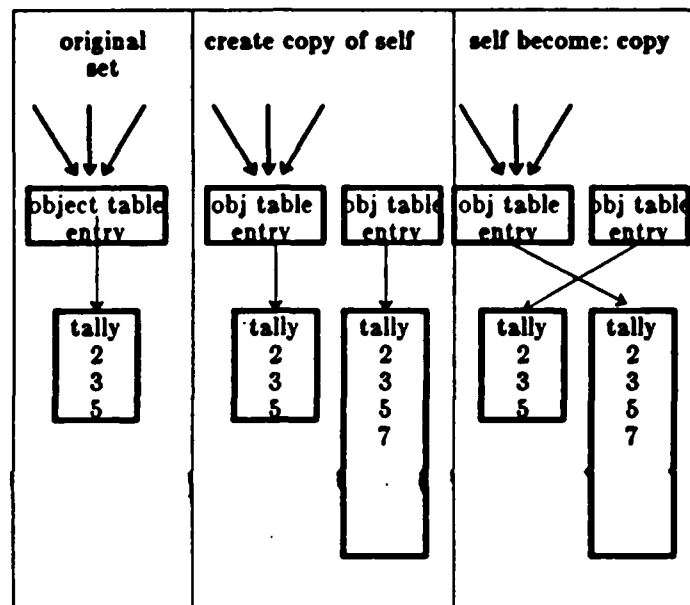 original
set
object table
entry
tally
2
3
5
create copy of self
obj table
entry
obj table
entry
tally
2
3
5
tally
2
3
5
7
self become: copy
obj table
entry
obj table
entry
tally
2
3
5
tally
2
3
5
7